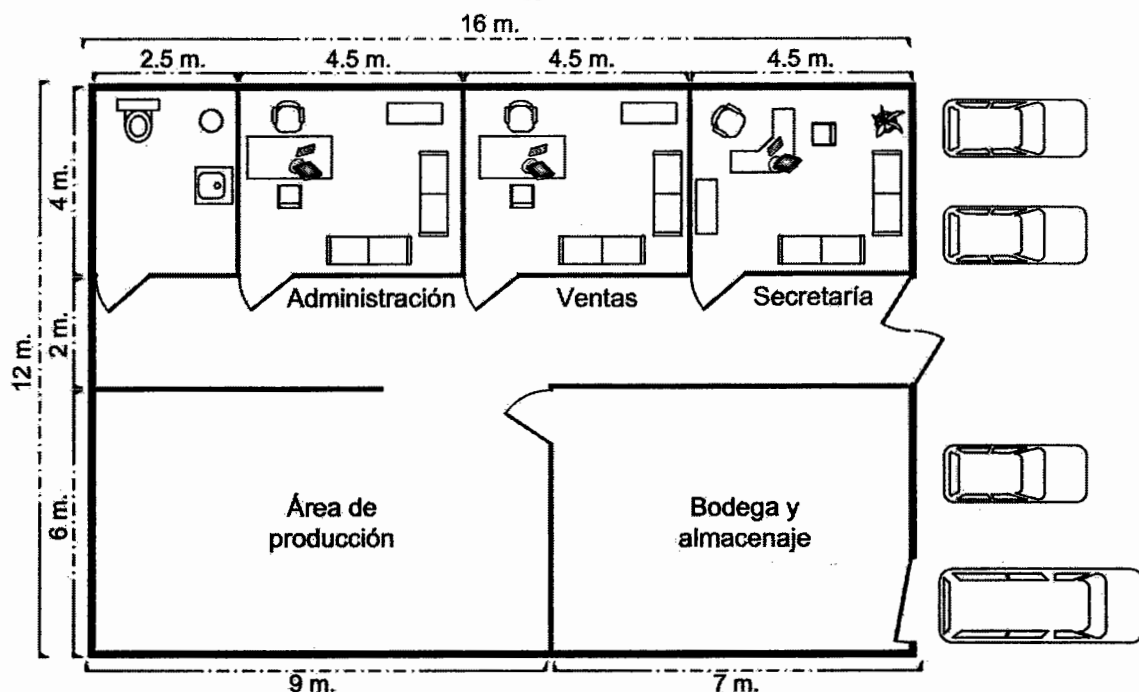 16 m.
2.5 m.
4.5 m.
4.5 m.
4.5 m.
12 m.
4 m.
2 m.
6 m.
Administración
Ventas
Secretaría
Área de
producción
Bodega y
almacenaje
9 m.
7 m.